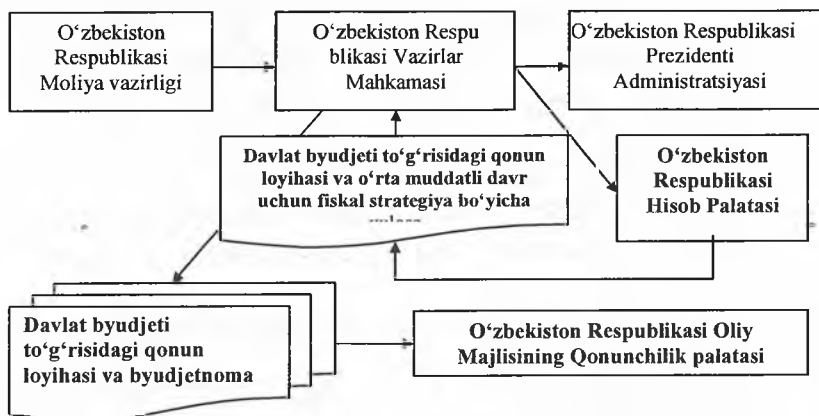 O‘zbekiston
Respublikasi
Moliya vazirligi
O‘zbekiston Respu
blikasi Vazirlar
Mahkamasi
O‘zbekiston Respublikasi
Prezidenti
Administratsiyasi
Davlat byudjeti to‘g‘risidagi qonun
loyihasi va o‘rta muddatli davr
uchun fiskal strategiya bo‘yicha
O‘zbekiston
Respublikasi
Hisob Palatasi
Davlat byudjeti
to‘g‘risidagi qonun
loyihasi va byudjetnoma
O‘zbekiston Respublikasi Oliy
Majlisining Qonunchilik palatasi